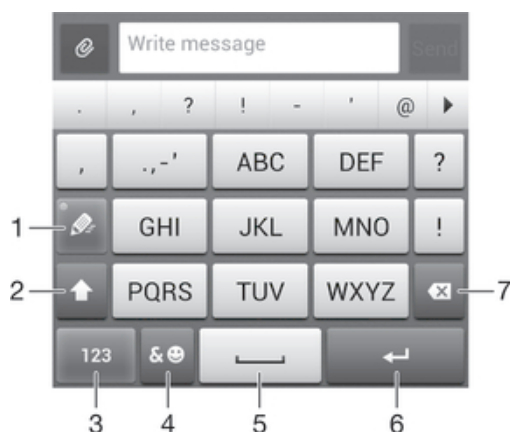 Write message Send
. , ? ! - ' @
, .,-' ABC DEF ?
1 GHI JKL MNO !
2 PQRS TUV WXYZ 7
123 &
3 4 5 6